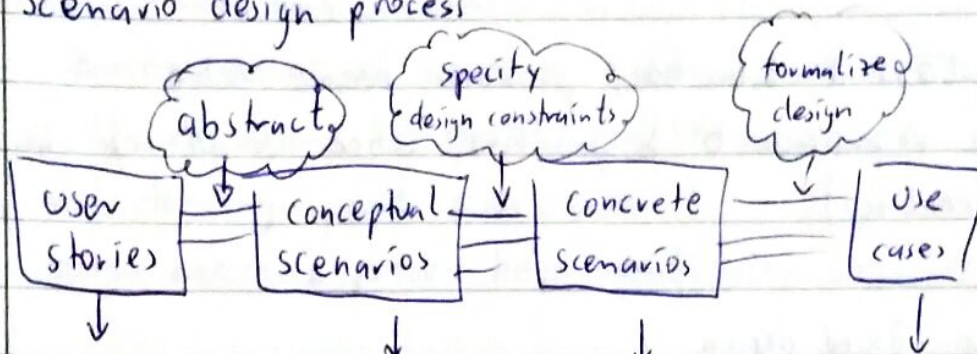 scenario design process
abstract
specify
design constraints
formalize
design
user
stories
conceptual
scenarios
concrete
scenarios
use
cases